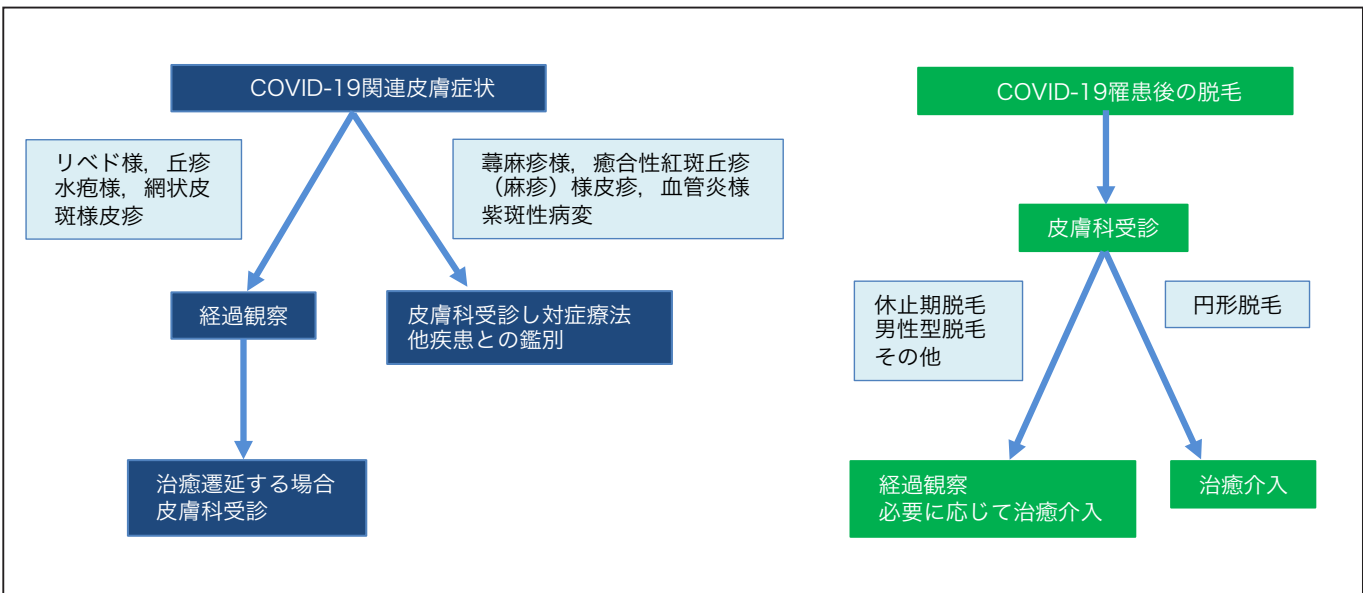 COVID-19関連皮膚症状
リベド様，丘疹
水疱様，網状皮
斑様皮疹
蕁麻疹様，癒合性紅斑丘疹
（麻疹）様皮疹，血管炎様
紫斑性病変
経過観察
皮膚科受診し対症療法
他疾患との鑑別
治癒遷延する場合
皮膚科受診
COVID-19罹患後の脱毛
皮膚科受診
休止期脱毛
男性型脱毛
その他
円形脱毛
経過観察
必要に応じて治癒介入
治癒介入